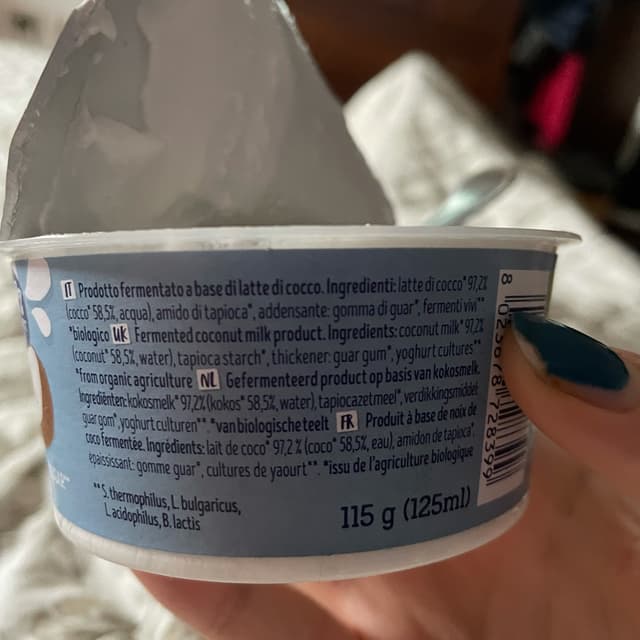 IT Prodotto fermentato a base di latte di cocco. Ingredienti: latte di cocco* 97,2%
(cocco* 58,5%, acqua), amido di tapioca*, addensante: gomma di guar*, fermenti vivi**
*biologico UK Fermented coconut milk product. Ingredients: coconut milk* 97,2%
(coconut* 58,5%, water), tapioca starch*, thickener: guar gum*, yoghurt cultures**
*from organic agriculture NL Gefermenteerd product op basis van kokosmelk.
Ingrediënten: kokosmelk* 97,2% (kokos* 58,5%, water), tapiocazetmeel*, verdikkingsmiddel:
guar gom*, yoghurtculturen** *van biologische teelt FR Produit à base de noix de
coco fermentée. Ingrédients: lait de coco* 97,2 % (coco* 58,5%, eau), amidon de tapioca*,
épaississant: gomme guar*, cultures de yaourt**. *issu de l'agriculture biologique
**S. thermophilus, L. bulgaricus,
L. acidophilus, B. lactis
115 g (125ml)